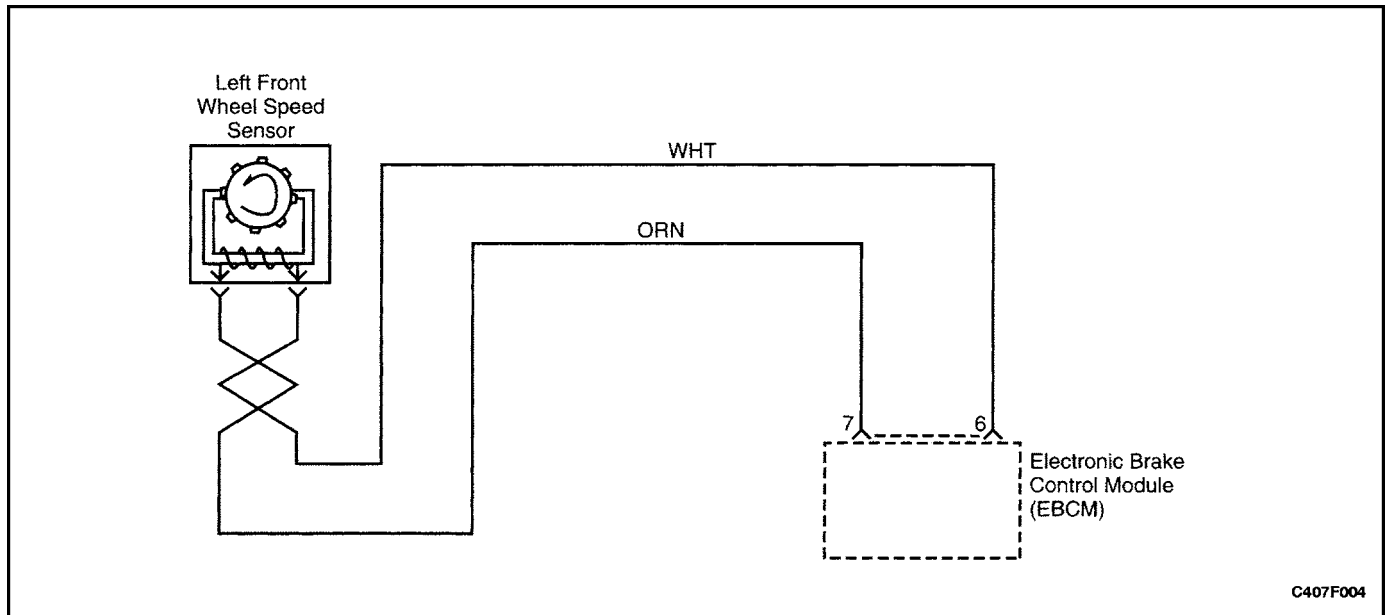 Left Front
Wheel Speed
Sensor
WHT
ORN
7
6
Electronic Brake
Control Module
(EBCM)
C407F004